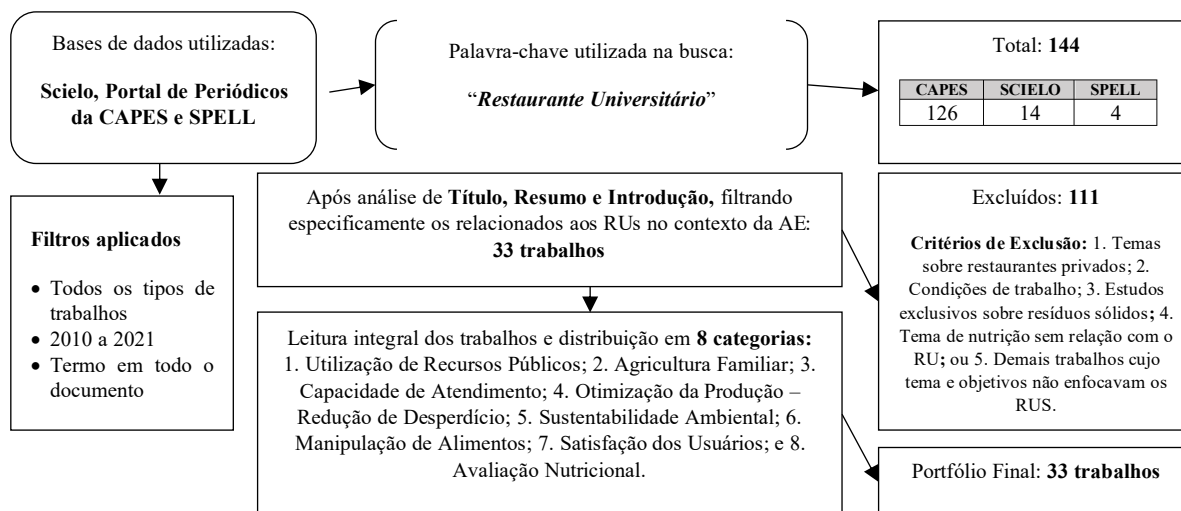 Bases de dados utilizadas:
Scielo, Portal de Periódicos
da CAPES e SPELL
Palavra-chave utilizada na busca:
“Restaurante Universitário”
Total: 144
CAPES SCIELO SPELL
126 14 4
Filtros aplicados
• Todos os tipos de
trabalhos
• 2010 a 2021
• Termo em todo o
documento
Após análise de Título, Resumo e Introdução, filtrando
especificamente os relacionados aos RUs no contexto da AE:
33 trabalhos
Excluídos: 111
Critérios de Exclusão: 1. Temas
sobre restaurantes privados; 2.
Condições de trabalho; 3. Estudos
exclusivos sobre resíduos sólidos; 4.
Tema de nutrição sem relação com o
RU; ou 5. Demais trabalhos cujo
tema e objetivos não enfocavam os
RUS.
Leitura integral dos trabalhos e distribuição em 8 categorias:
1. Utilização de Recursos Públicos; 2. Agricultura Familiar; 3.
Capacidade de Atendimento; 4. Otimização da Produção –
Redução de Desperdício; 5. Sustentabilidade Ambiental; 6.
Manipulação de Alimentos; 7. Satisfação dos Usuários; e 8.
Avaliação Nutricional.
Portfólio Final: 33 trabalhos